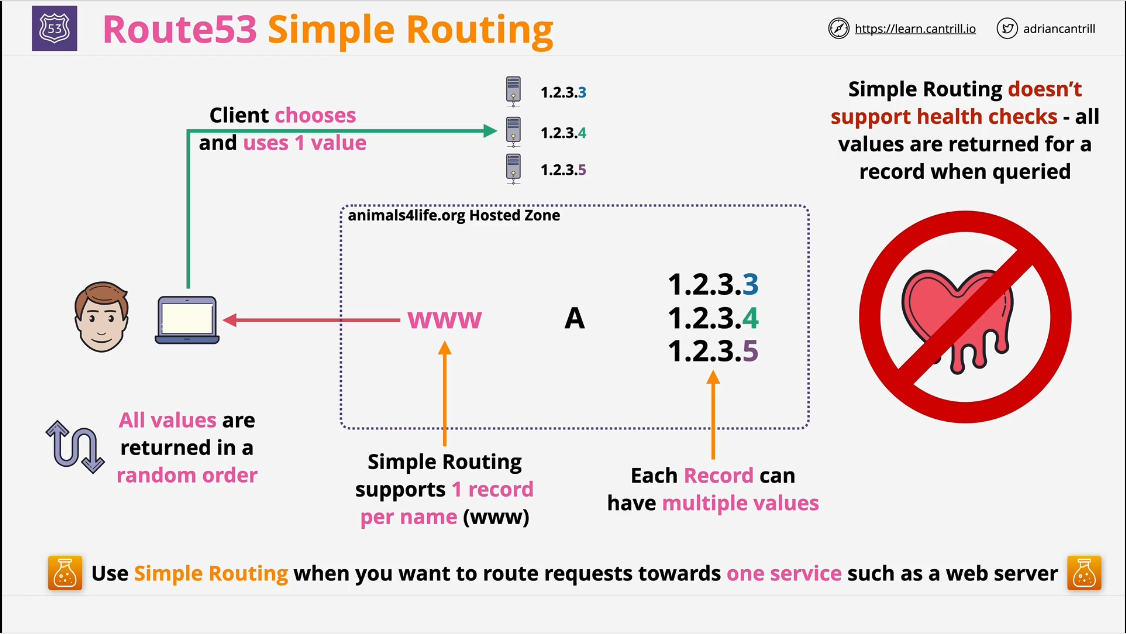 53
Route53 Simple Routing
https://learn.cantrill.io
adriancantrill
Client chooses
and uses 1 value
1.2.3.3
1.2.3.4
1.2.3.5
Simple Routing doesn’t
support health checks - all
values are returned for a
record when queried
animals4life.org Hosted Zone
www
A
1.2.3.3
1.2.3.4
1.2.3.5
All values are
returned in a
random order
Simple Routing
supports 1 record
per name (www)
Each Record can
have multiple values
Use Simple Routing when you want to route requests towards one service such as a web server